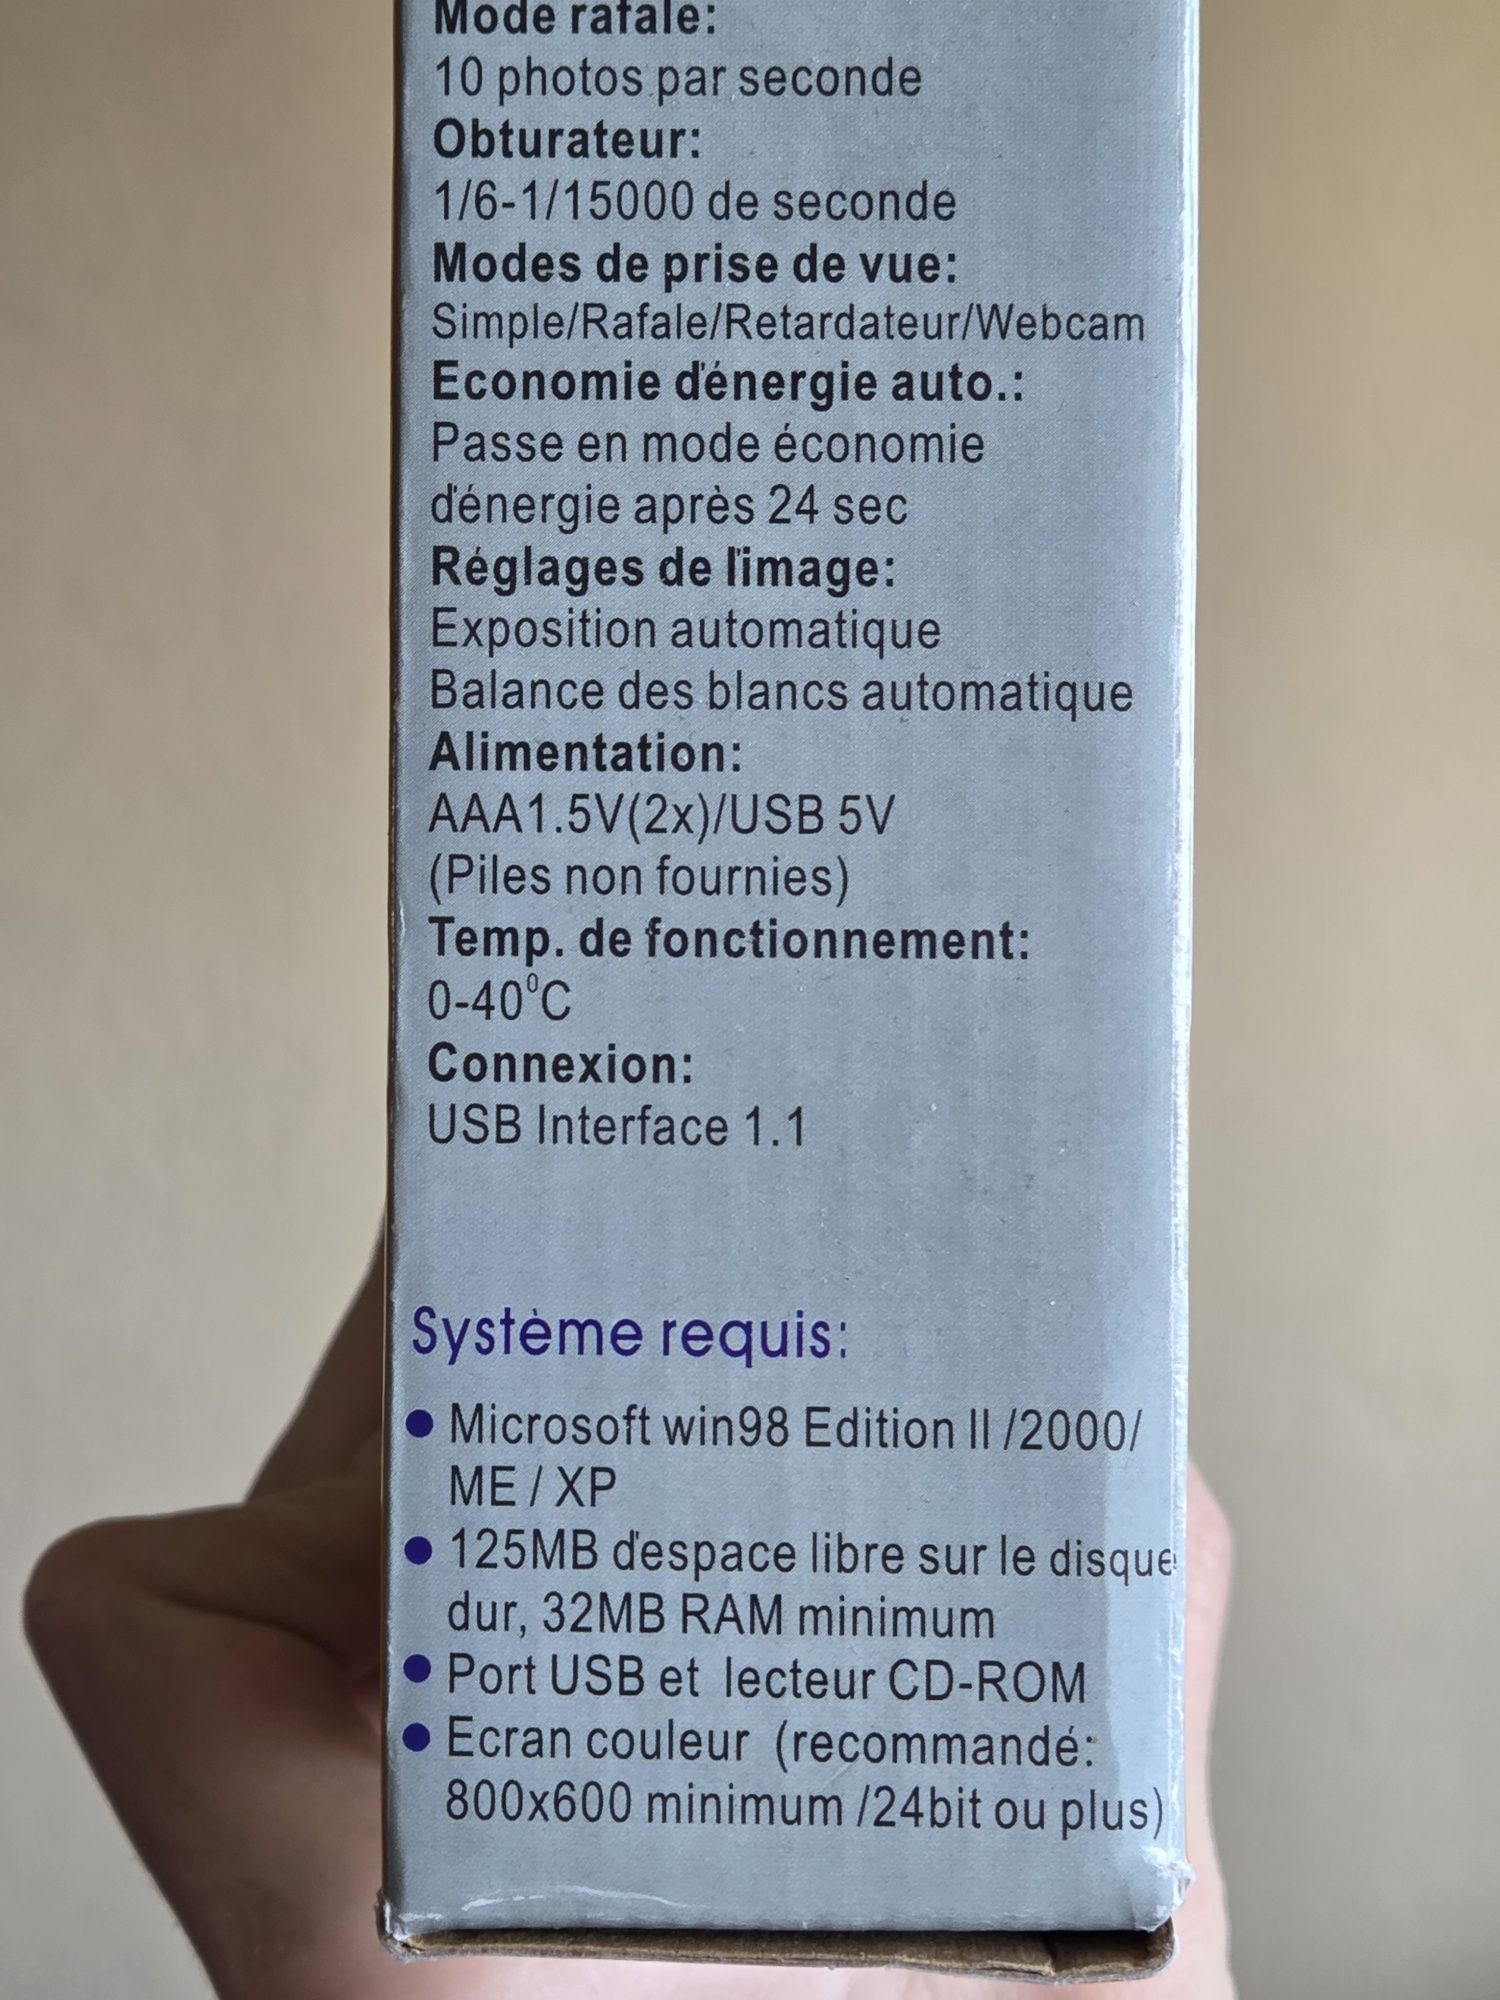 Mode rafale:
10 photos par seconde
Obturateur:
1/6-1/15000 de seconde
Modes de prise de vue:
Simple/Rafale/Retardateur/Webcam
Economie d'énergie auto.:
Passe en mode économie
d'énergie après 24 sec
Réglages de l'image:
Exposition automatique
Balance des blancs automatique
Alimentation:
AAA1.5V(2x)/USB 5V
(Piles non fournies)
Temp. de fonctionnement:
0-40°C
Connexion:
USB Interface 1.1
Système requis:
● Microsoft win98 Edition II /2000/
ME / XP
● 125MB d'espace libre sur le disque
dur, 32MB RAM minimum
● Port USB et lecteur CD-ROM
● Ecran couleur (recommandé:
800x600 minimum /24bit ou plus)